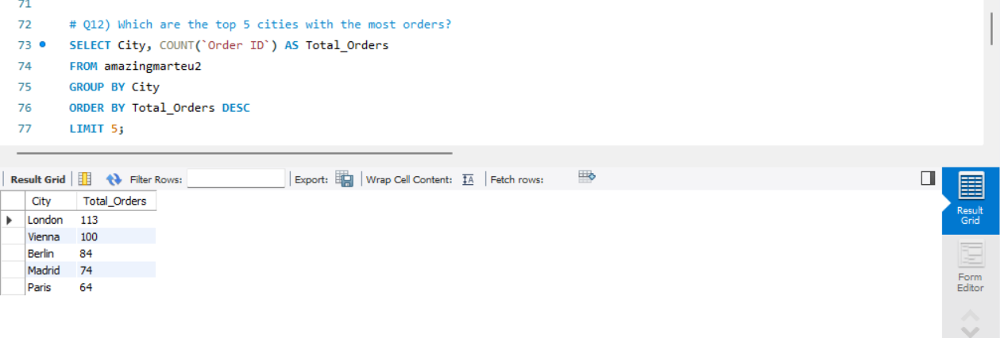 71
72 # Q12) Which are the top 5 cities with the most orders?
73 SELECT City, COUNT(`Order ID`) AS Total_Orders
74 FROM amazingmarteu2
75 GROUP BY City
76 ORDER BY Total_Orders DESC
77 LIMIT 5;
Result Grid Filter Rows: Export: Wrap Cell Content: Fetch rows:
City Total_Orders
London 113
Vienna 100
Berlin 84
Madrid 74
Paris 64
Result
Grid
Form
Editor